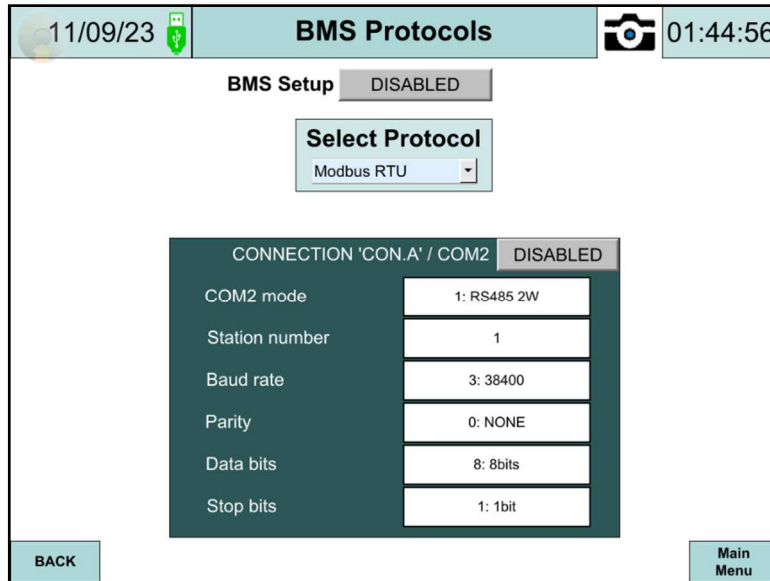 11/09/23 BMS Protocols 01:44:56
BMS Setup DISABLED
Select Protocol
Modbus RTU
CONNECTION 'CON.A' / COM2 DISABLED
COM2 mode 1: RS485 2W
Station number 1
Baud rate 3: 38400
Parity 0: NONE
Data bits 8: 8bits
Stop bits 1: 1bit
BACK
Main
Menu